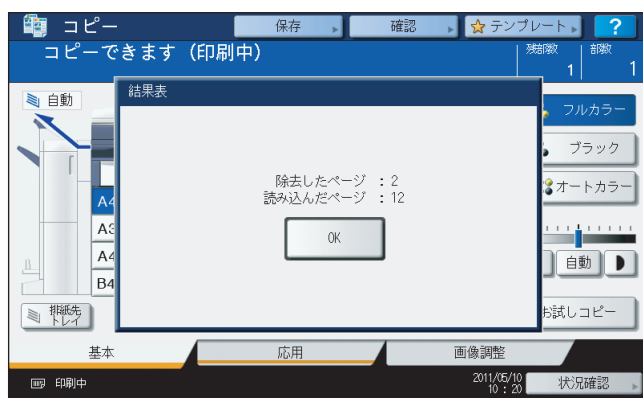 コピー
保存
確認
テンプレート
?
コピーできます (印刷中)
残部数
部数
1
1
自動
結果表
フルカラー
ブラック
オートカラー
除去したページ :2
読み込んだページ :12
OK
A4
A3
A4
B4
自動
排紙先
トレイ
お試しコピー
基本
応用
画像調整
印刷中
2011/05/10
10:20
状況確認